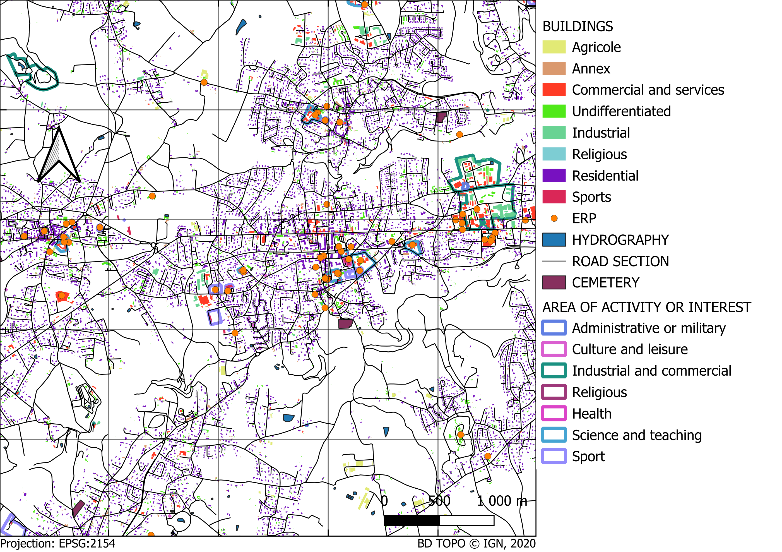 BUILDINGS
Agricole
Annex
Commercial and services
Undifferentiated
Industrial
Religious
Residential
Sports
ERP
HYDROGRAPHY
ROAD SECTION
CEMETERY
AREA OF ACTIVITY OR INTEREST
Administrative or military
Culture and leisure
Industrial and commercial
Religious
Health
Science and teaching
Sport
0 500 1 000 m
Projection: EPSG:2154
BD TOPO © IGN, 2020